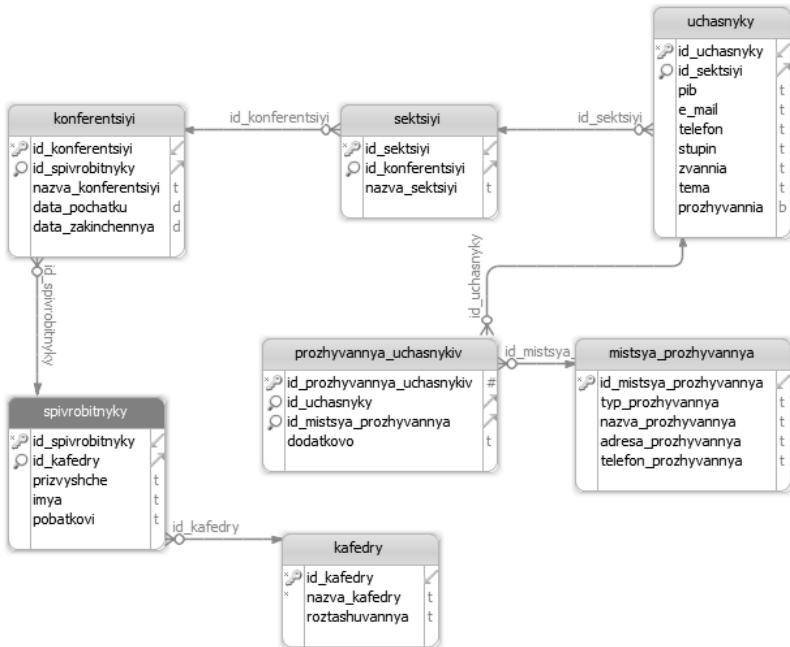 uchasnyky
id_uchasnyky
id_sektsiyi
pib t
e_mail t
telefon t
stupin t
zvannia t
tema t
prozhyvannia b
konferentsiyi
id_konferentsiyi
id_spivrobitnyky
nazva_konferentsiyi t
data_pochatku d
data_zakinchennya d
id_konferentsiyi
sektsiyi
id_sektsiyi
id_konferentsiyi
nazva_sektsiyi t
id_sektsiyi
id_spivrobitnyky
id_uchasnyky
prozhyvannya_uchasnykiv
id_prozhyvannya_uchasnykiv #
id_uchasnyky
id_mistsya_prozhyvannya
dodatkovo t
id_mistsya_
mistsya_prozhyvannya
id_mistsya_prozhyvannya
typ_prozhyvannya t
nazva_prozhyvannya t
adresa_prozhyvannya t
telefon_prozhyvannya t
spivrobitnyky
id_spivrobitnyky
id_kafedry
prizvyshche t
imya t
pobatkovi t
id_kafedry
kafedry
id_kafedry
nazva_kafedry t
roztashuvannya t